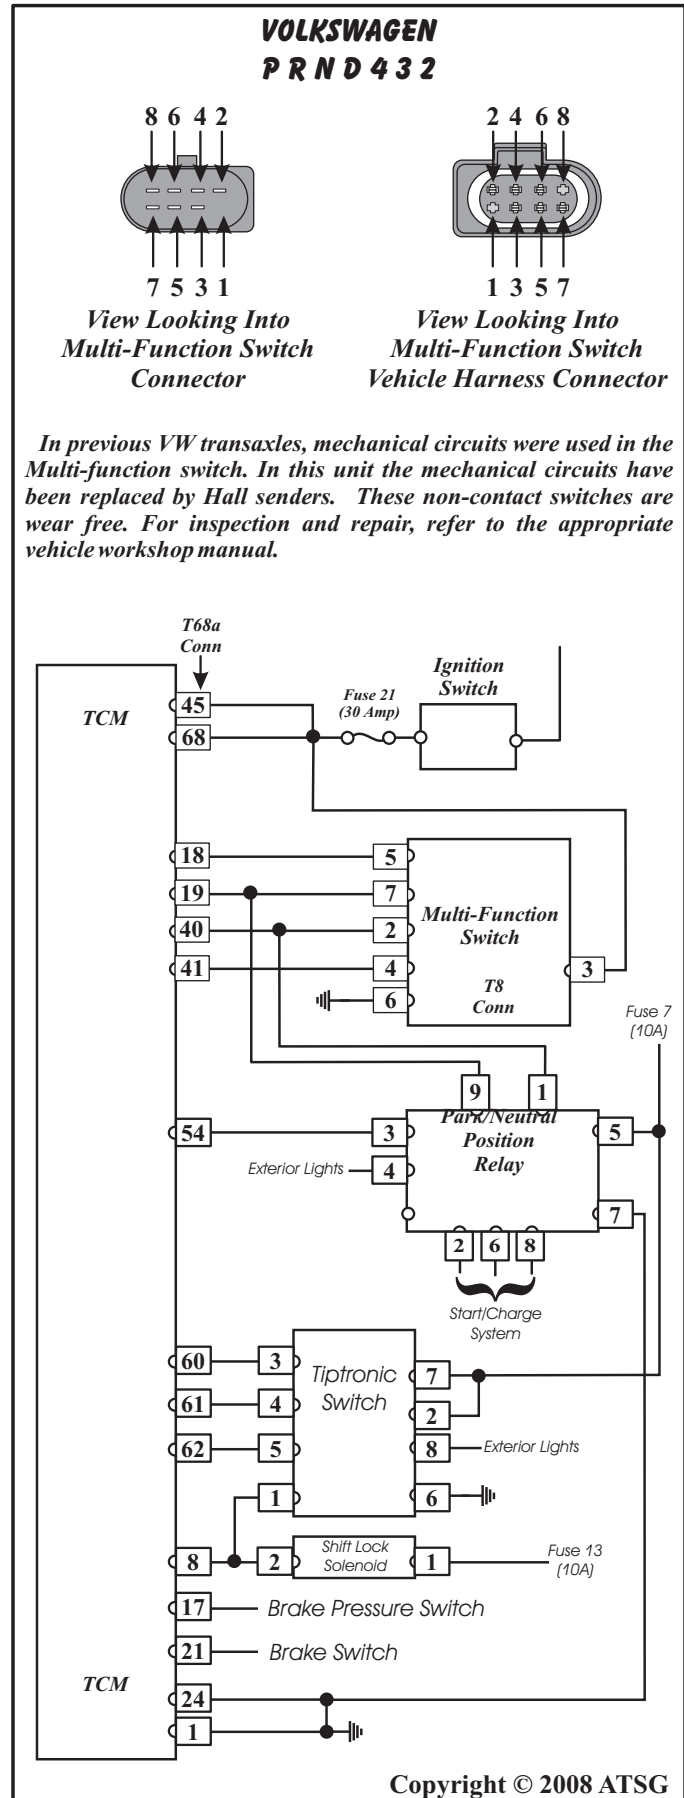 VOLKSWAGEN
P R N D 4 3 2
8 6 4 2
7 5 3 1
View Looking Into
Multi-Function Switch
Connector
2 4 6 8
1 3 5 7
View Looking Into
Multi-Function Switch
Vehicle Harness Connector
In previous VW transaxles, mechanical circuits were used in the
Multi-function switch. In this unit the mechanical circuits have
been replaced by Hall senders. These non-contact switches are
wear free. For inspection and repair, refer to the appropriate
vehicle workshop manual.
T68a
Conn
TCM
45
68
Fuse 21
(30 Amp)
Ignition
Switch
18
19
40
41
5
7
2
4
6
Multi-Function
Switch
T8
Conn
3
Fuse 7
(10A)
9
1
54
3
Exterior Lights
4
Park/Neutral
Position
Relay
5
7
2
6
8
Start/Charge
System
60
61
62
3
4
5
1
Tiptronic
Switch
7
2
8
Exterior Lights
6
8
2
Shift Lock
Solenoid
1
Fuse 13
(10A)
17
Brake Pressure Switch
21
Brake Switch
TCM
24
1
Copyright © 2008 ATSG